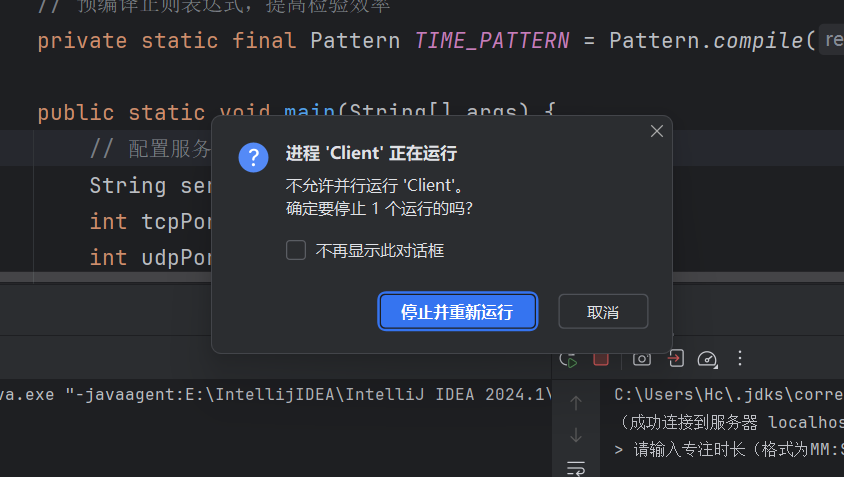 // 预编译正则表达式，提高检验效率
private static final Pattern TIME_PATTERN = Pattern.compile( re
public static void main(String[] args) {
// 配置服务
String ser
int tcpPor
int udpPor
进程 'Client' 正在运行
不允许并行运行 'Client'。
确定要停止 1 个运行的吗?
不再显示此对话框
停止并重新运行
取消
va.exe "-javaagent:E:\IntellijIDEA\IntelliJ IDEA 2024.1\
C:\Users\Hc\.jdks\corre
（成功连接到服务器 localhos
> 请输入专注时长（格式为MM:S